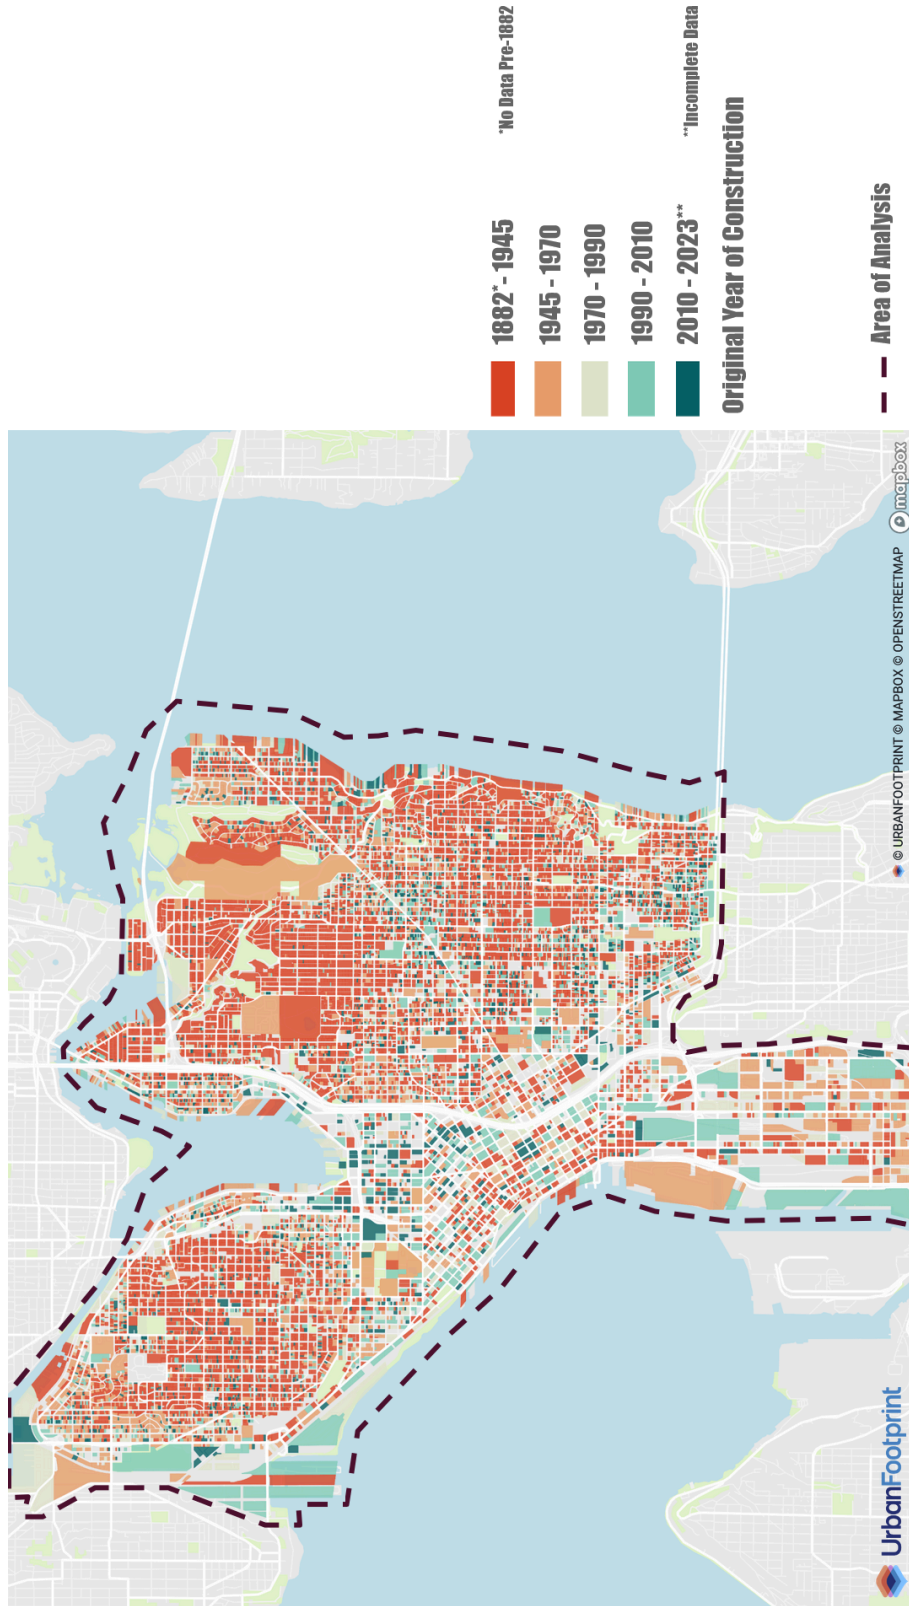 *No Data Pre-1882
**Incomplete Data
1882* - 1945
1945 - 1970
1970 - 1990
1990 - 2010
2010 - 2023**
Original Year of Construction
Area of Analysis
© URBANFOOTPRINT © MAPBOX © OPENSTREETMAP
mapbox
UrbanFootprint